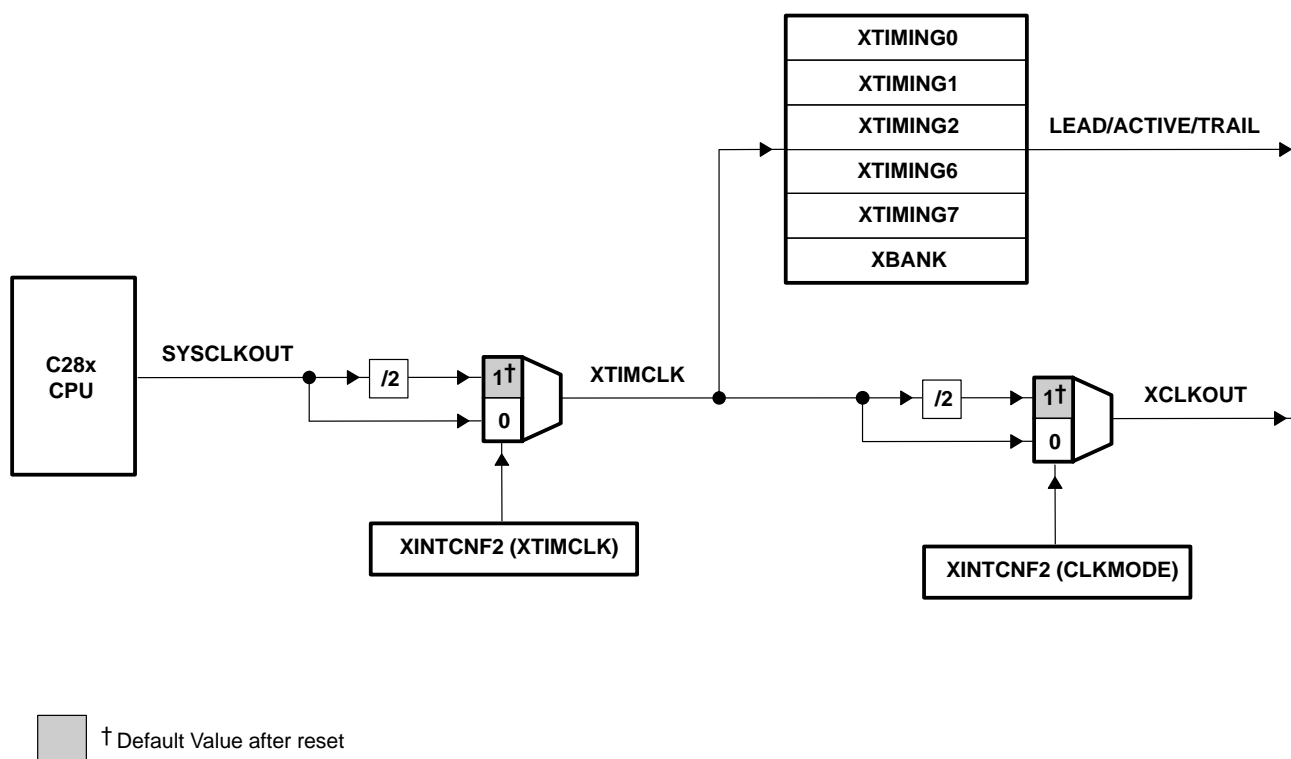 XTIMING0
XTIMING1
XTIMING2
LEAD/ACTIVE/TRAIL
XTIMING6
XTIMING7
XBANK
C28x
CPU
SYSCLKOUT
/2
1†
0
XTIMCLK
/2
1†
0
XCLKOUT
XINTCNF2 (XTIMCLK)
XINTCNF2 (CLKMODE)
† Default Value after reset